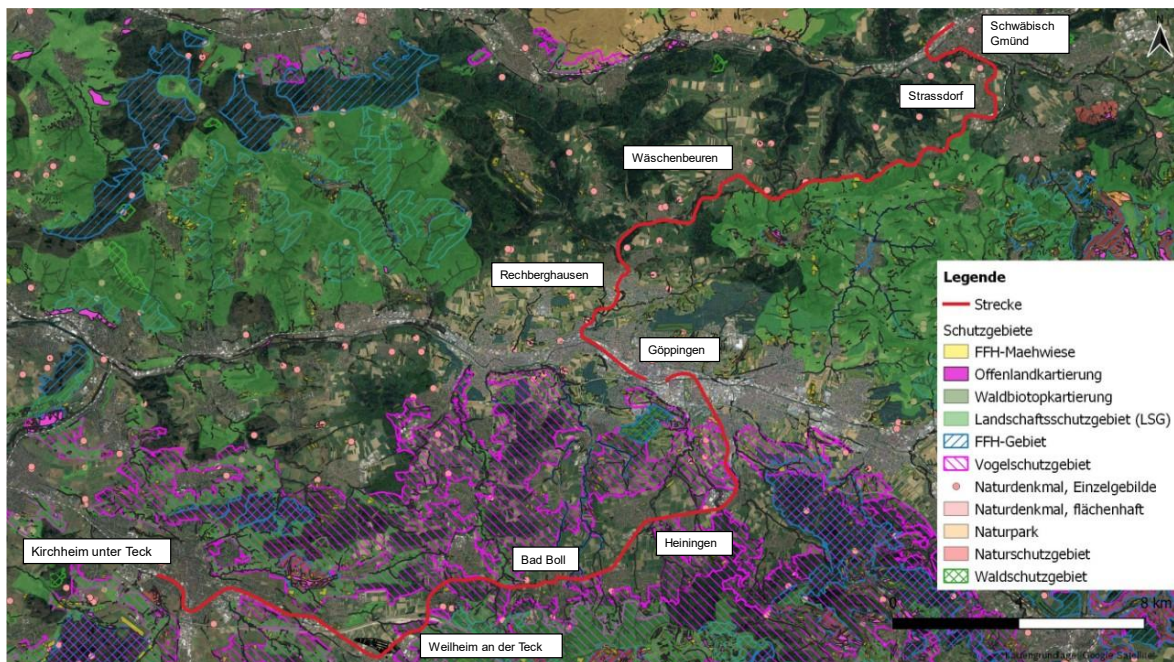 Schwäbisch
Gmünd
Strassdorf
Wäschenbeuren
Rechberghausen
Göppingen
Kirchheim unter Teck
Bad Boll
Heiningen
Weilheim an der Teck
Legende
Strecke
Schutzgebiete
FFH-Maehwiese
Offenlandkartierung
Waldbiotopkartierung
Landschaftsschutzgebiet (LSG)
FFH-Gebiet
Vogelschutzgebiet
Naturdenkmal, Einzelgebilde
Naturdenkmal, flächenhaft
Naturpark
Naturschutzgebiet
Waldschutzgebiet
0 4 8 km
Google Satellite